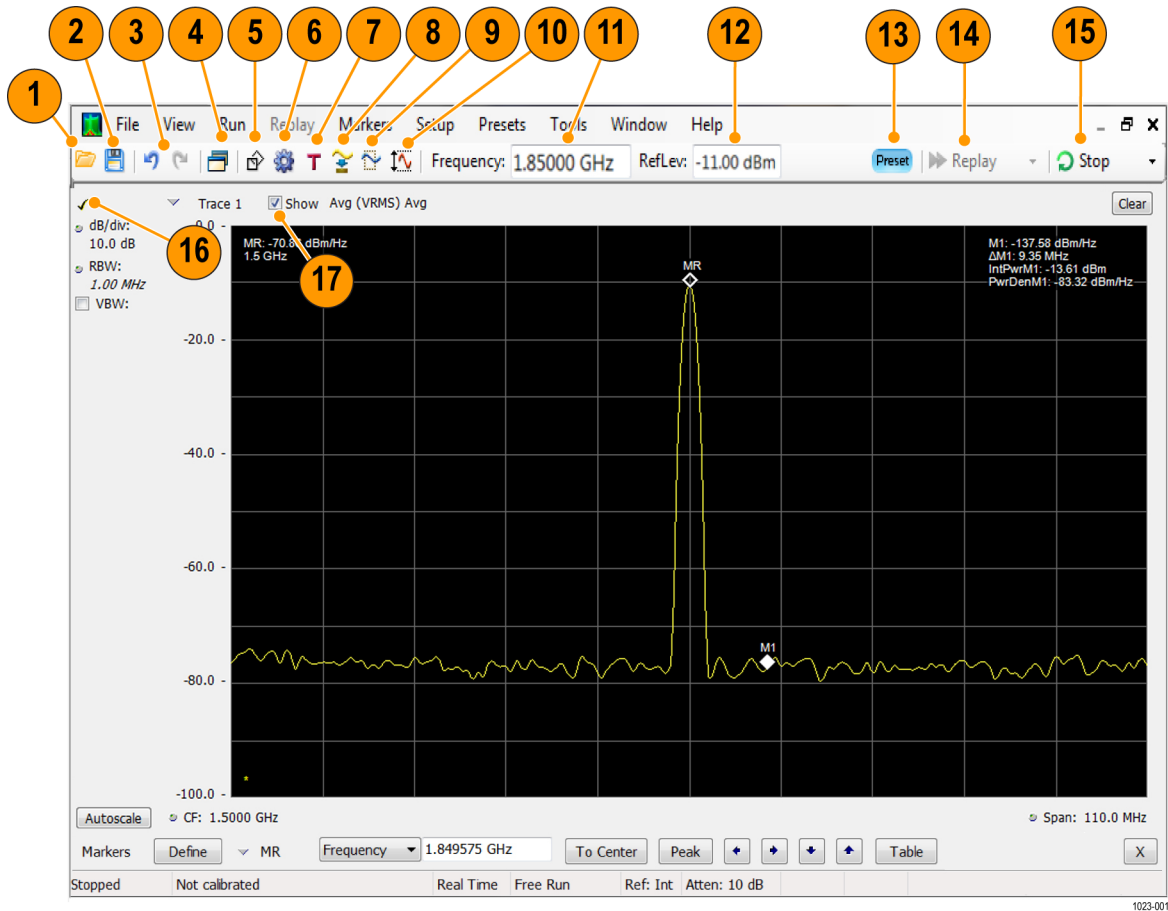 2 3 4 5 6 7 8 9 10 11 12 13 14 15
1
File View Run Replay Markers Setup Presets Tools Window Help
T Frequency: 1.85000 GHz RefLev: -11.00 dBm Preset Replay Stop
Trace 1 Show Avg (VRMS) Avg Clear
dB/div:
10.0 dB
RBW:
1.00 MHz
VBW:
16
17
0.0 -
MR: -70.87 dBm/Hz
1.5 GHz
MR
M1: -137.58 dBm/Hz
ΔM1: 9.35 MHz
IntPwrM1: -13.61 dBm
PwrDenM1: -83.32 dBm/Hz
-20.0 -
-40.0 -
-60.0 -
M1
-80.0 -
-100.0 -
Autoscale CF: 1.5000 GHz Span: 110.0 MHz
Markers Define MR Frequency 1.849575 GHz To Center Peak Table X
Stopped Not calibrated Real Time Free Run Ref: Int Atten: 10 dB
1023-001